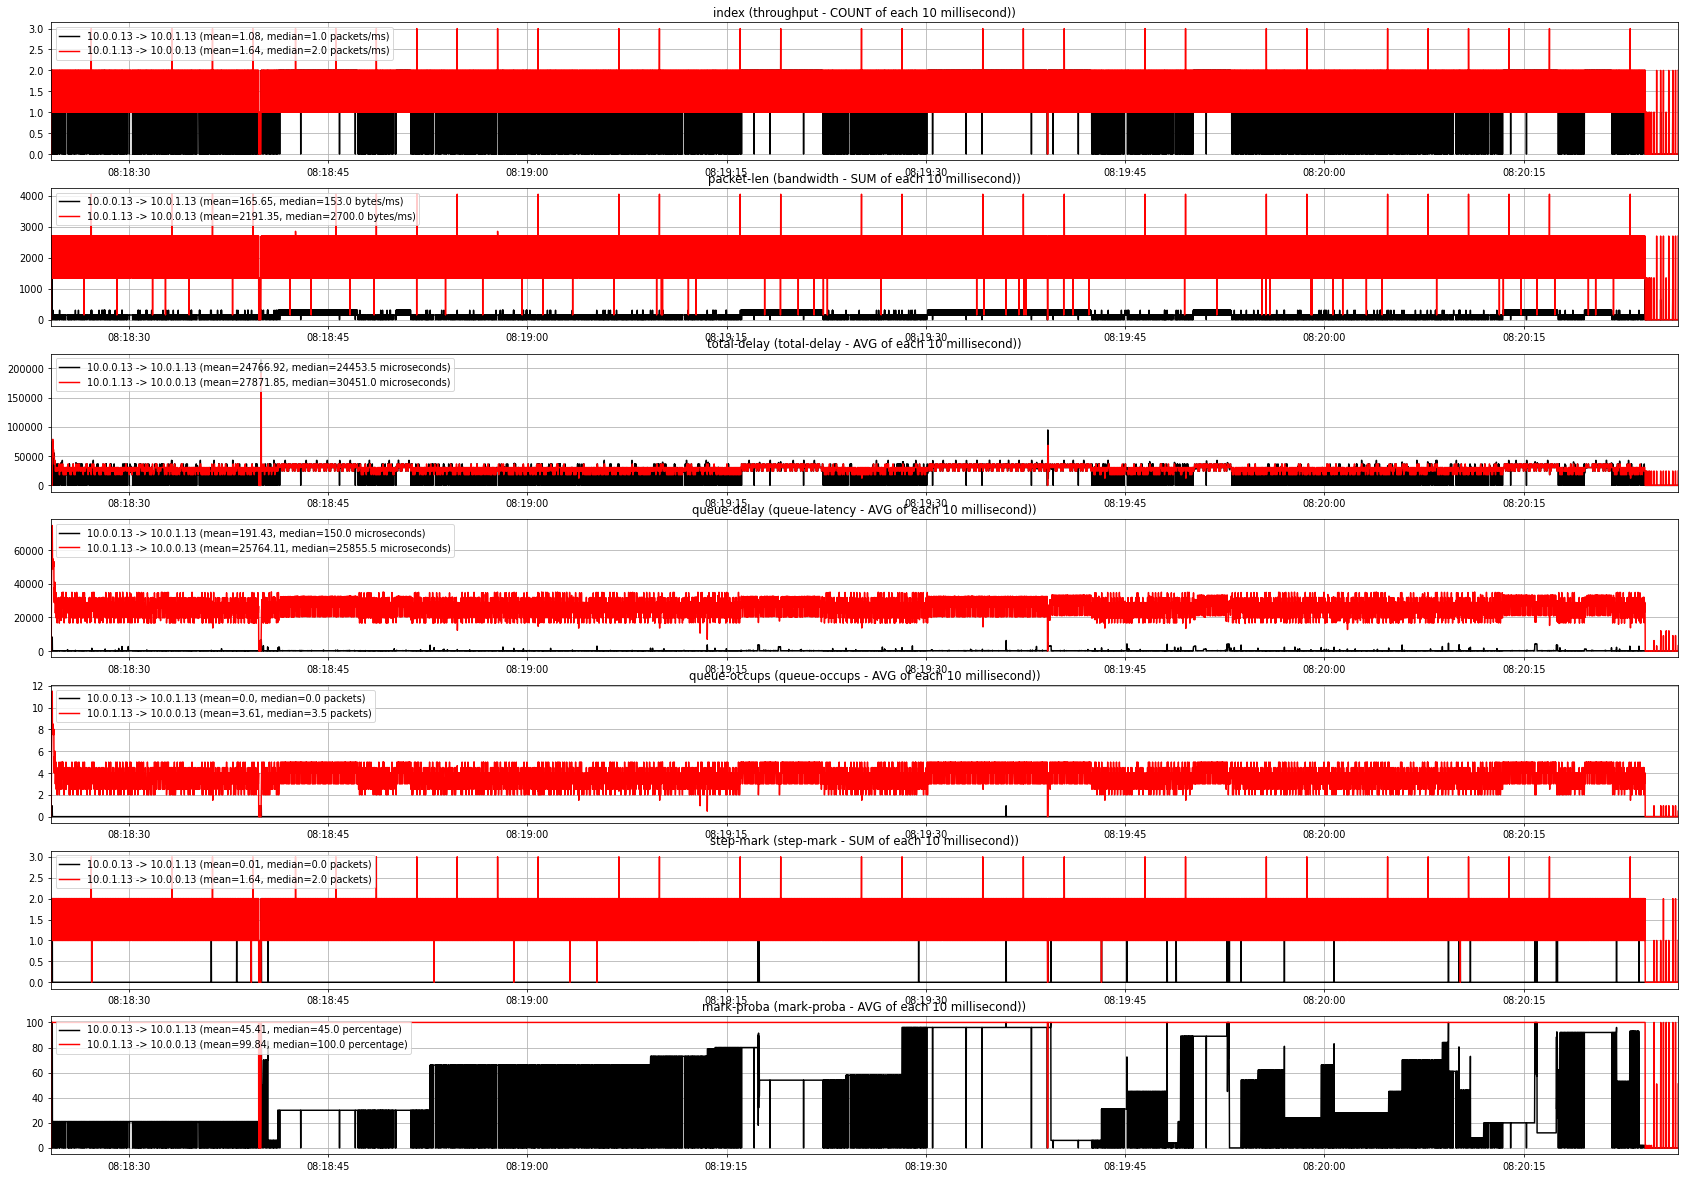 index (throughput - COUNT of each 10 millisecond))
3.0
2.5
2.0
1.5
1.0
0.5
0.0
10.0.0.13 -> 10.0.1.13 (mean=1.08, median=1.0 packets/ms)
10.0.1.13 -> 10.0.0.13 (mean=1.64, median=2.0 packets/ms)
08:18:30 08:18:45 08:19:00 08:19:15 08:19:30 08:19:45 08:20:00 08:20:15
packet-len (bandwidth - SUM of each 10 millisecond))
4000
3000
2000
1000
0
10.0.0.13 -> 10.0.1.13 (mean=165.65, median=153.0 bytes/ms)
10.0.1.13 -> 10.0.0.13 (mean=2191.35, median=2700.0 bytes/ms)
08:18:30 08:18:45 08:19:00 08:19:15 08:19:30 08:19:45 08:20:00 08:20:15
total-delay (total-delay - AVG of each 10 millisecond))
200000
150000
100000
50000
0
10.0.0.13 -> 10.0.1.13 (mean=24766.92, median=24453.5 microseconds)
10.0.1.13 -> 10.0.0.13 (mean=27871.85, median=30451.0 microseconds)
08:18:30 08:18:45 08:19:00 08:19:15 08:19:30 08:19:45 08:20:00 08:20:15
queue-delay (queue-latency - AVG of each 10 millisecond))
60000
40000
20000
0
10.0.0.13 -> 10.0.1.13 (mean=191.43, median=150.0 microseconds)
10.0.1.13 -> 10.0.0.13 (mean=25764.11, median=25855.5 microseconds)
08:18:30 08:18:45 08:19:00 08:19:15 08:19:30 08:19:45 08:20:00 08:20:15
queue-occups (queue-occups - AVG of each 10 millisecond))
12
10
8
6
4
2
0
10.0.0.13 -> 10.0.1.13 (mean=0.0, median=0.0 packets)
10.0.1.13 -> 10.0.0.13 (mean=3.61, median=3.5 packets)
08:18:30 08:18:45 08:19:00 08:19:15 08:19:30 08:19:45 08:20:00 08:20:15
step-mark (step-mark - SUM of each 10 millisecond))
3.0
2.5
2.0
1.5
1.0
0.5
0.0
10.0.0.13 -> 10.0.1.13 (mean=0.01, median=0.0 packets)
10.0.1.13 -> 10.0.0.13 (mean=1.64, median=2.0 packets)
08:18:30 08:18:45 08:19:00 08:19:15 08:19:30 08:19:45 08:20:00 08:20:15
mark-proba (mark-proba - AVG of each 10 millisecond))
100
80
60
40
20
0
10.0.0.13 -> 10.0.1.13 (mean=45.41, median=45.0 percentage)
10.0.1.13 -> 10.0.0.13 (mean=99.84, median=100.0 percentage)
08:18:30 08:18:45 08:19:00 08:19:15 08:19:30 08:19:45 08:20:00 08:20:15